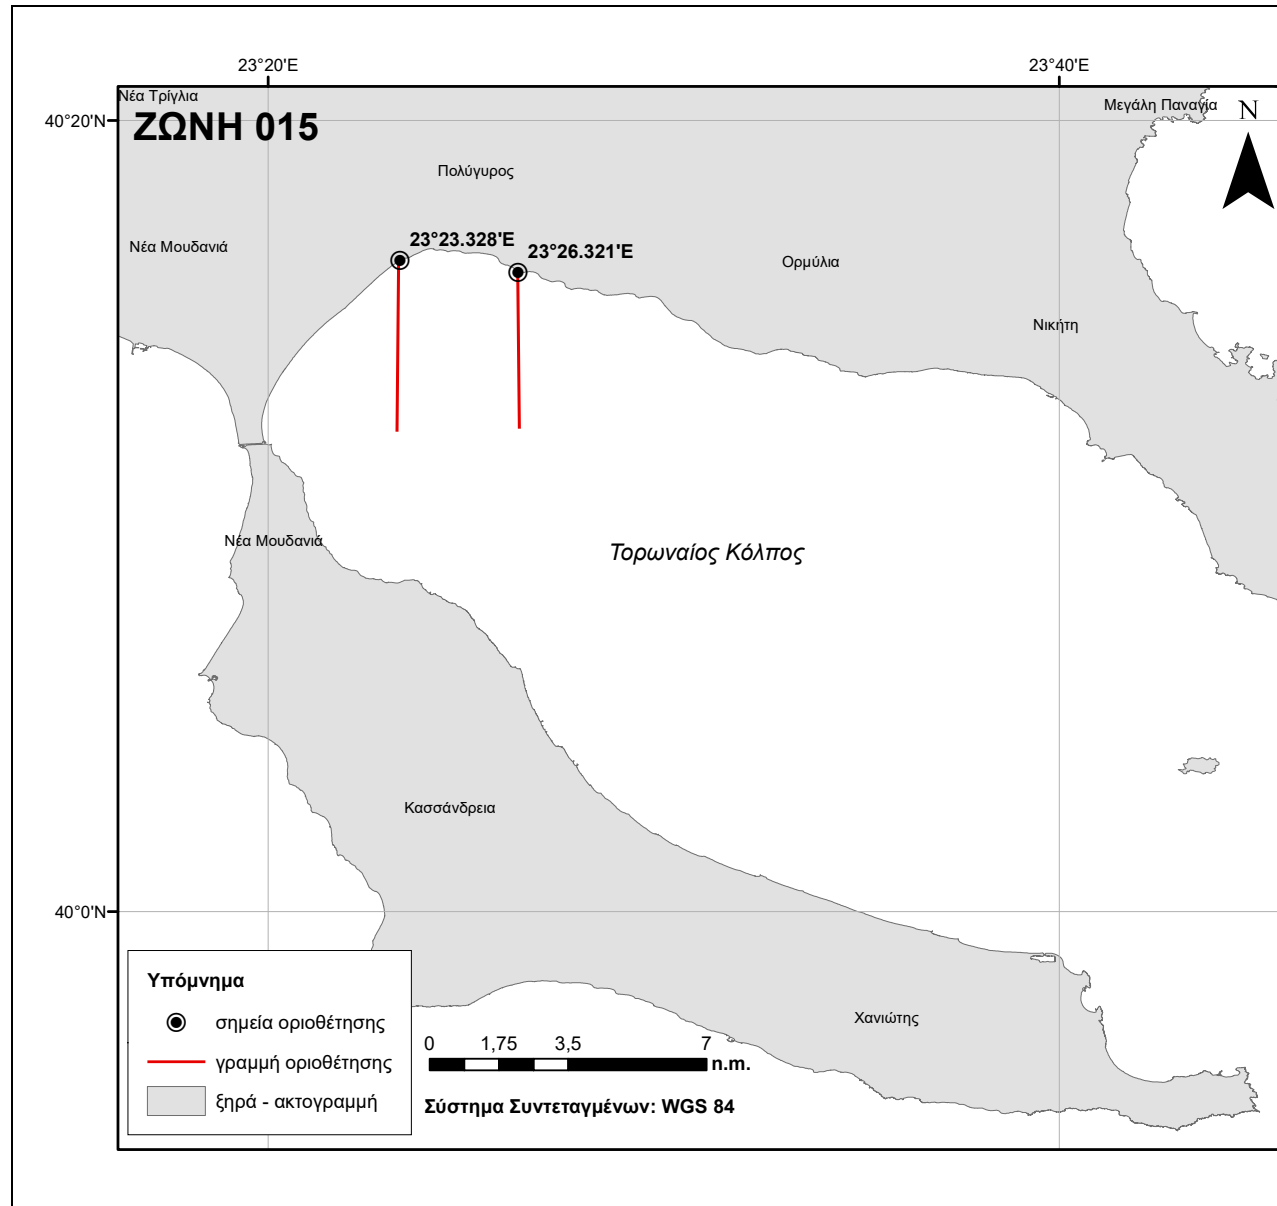 23°20'E
23°40'E
Νέα Τρίγλια
Μεγάλη Παναγία
N
40°20'N
ΖΩΝΗ 015
Πολύγυρος
Νέα Μουδανιά
23°23.328'E
23°26.321'E
Ορμύλια
Νικήτη
Νέα Μουδανιά
Τορωναίος Κόλπος
Κασσάνδρεια
40°0'N
Υπόμνημα
σημεία οριοθέτησης
γραμμή οριοθέτησης
ξηρά - ακτογραμμή
Χανιώτης
0 1,75 3,5 7
n.m.
Σύστημα Συντεταγμένων: WGS 84